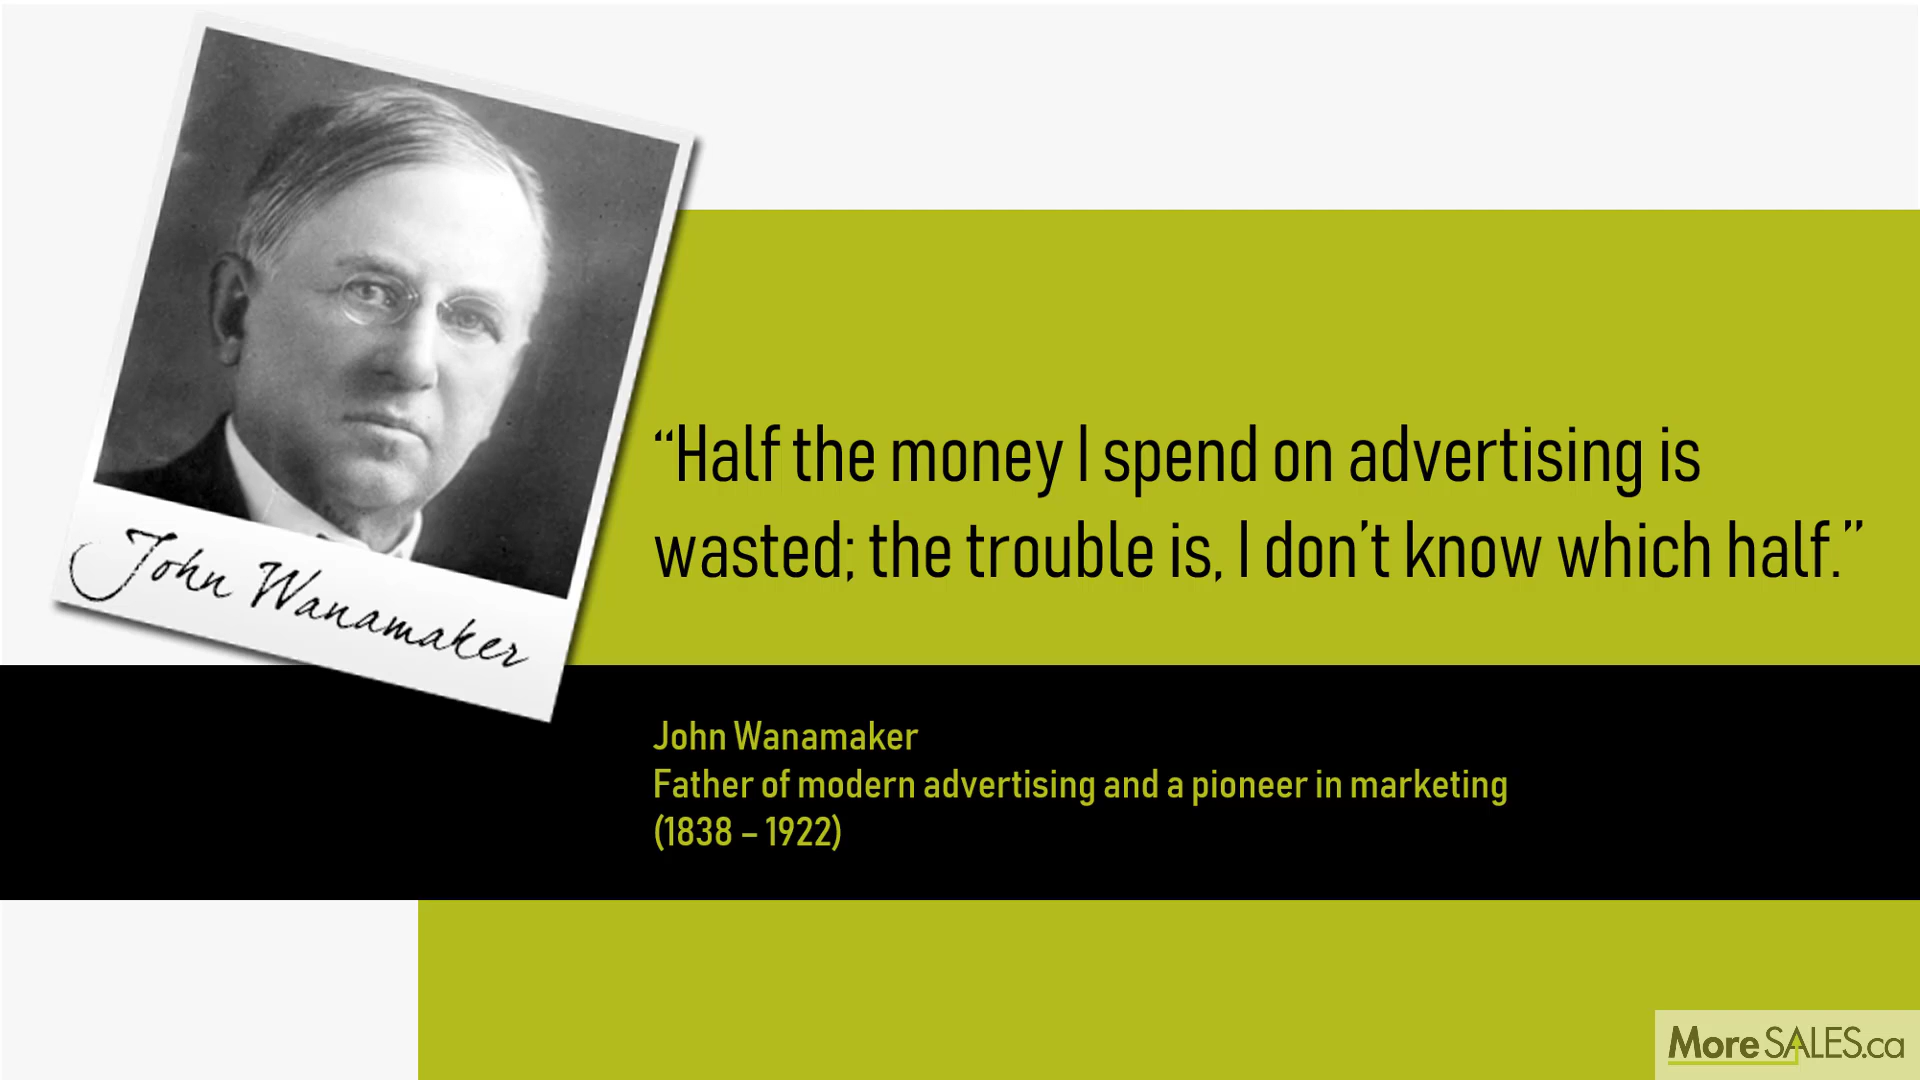 John Wanamaker
“Half the money I spend on advertising is
wasted; the trouble is, I don’t know which half.”
John Wanamaker
Father of modern advertising and a pioneer in marketing
(1838 – 1922)
MoreSALES.ca